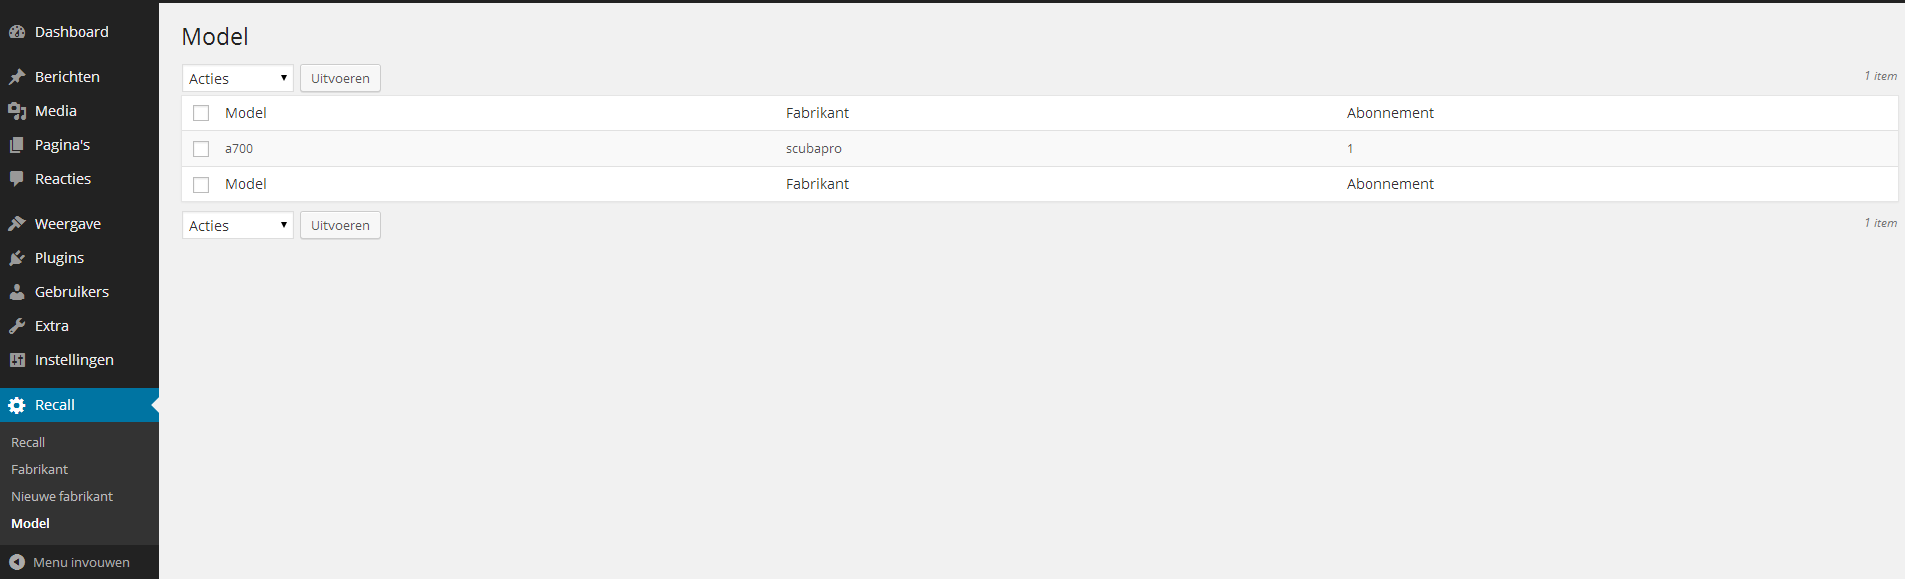 Dashboard
Berichten
Media
Pagina's
Reacties
Weergave
Plugins
Gebruikers
Extra
Instellingen
Recall
Recall
Fabrikant
Nieuwe fabrikant
Model
Menu invouwen
Model
Acties Uitvoeren 1 item
Model Fabrikant Abonnement
a700 scubapro 1
Model Fabrikant Abonnement
Acties Uitvoeren 1 item